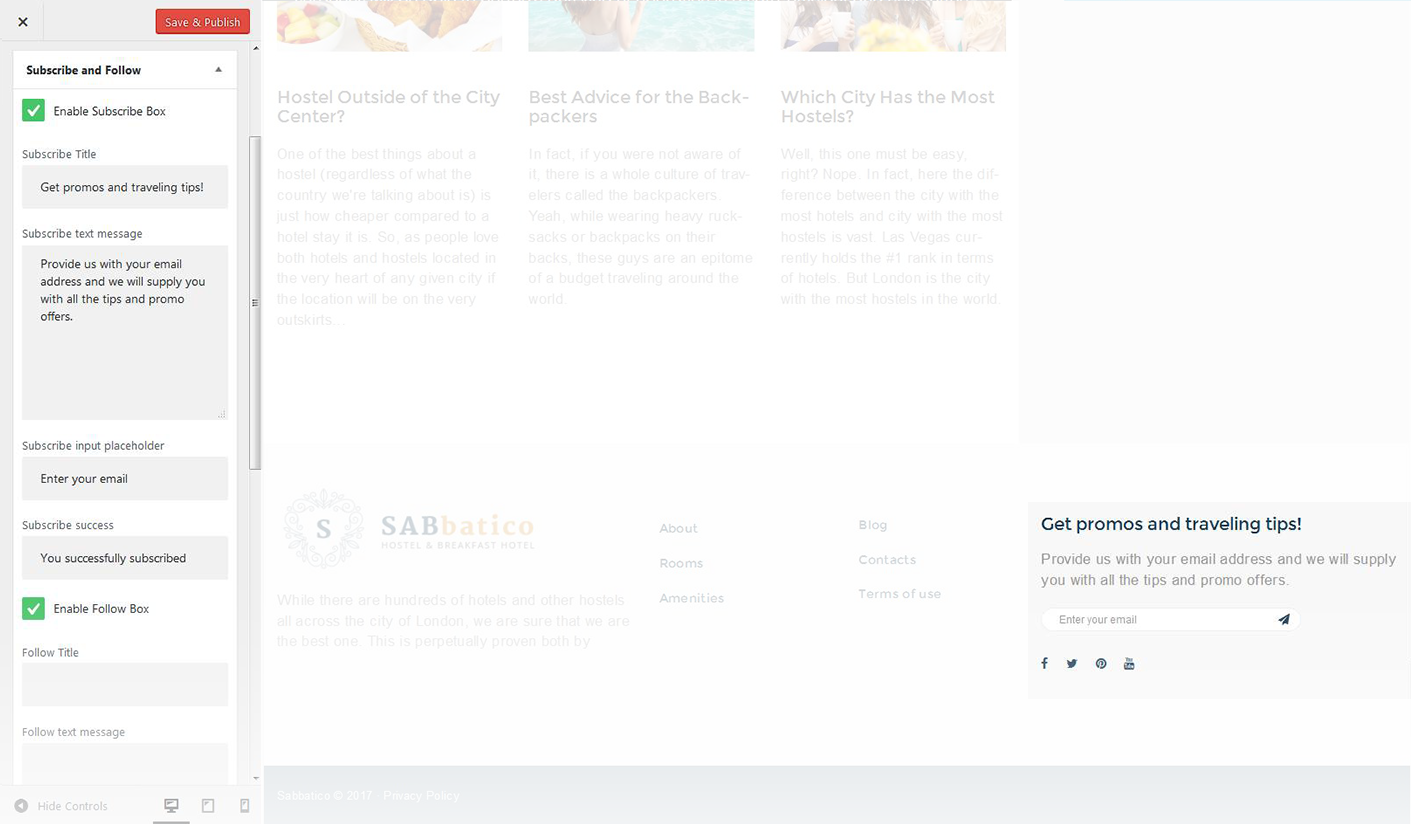 Save & Publish
Subscribe and Follow
Enable Subscribe Box
Subscribe Title
Get promos and traveling tips!
Subscribe text message
Provide us with your email
address and we will supply you
with all the tips and promo
offers.
Subscribe input placeholder
Enter your email
Subscribe success
You successfully subscribed
Enable Follow Box
Follow Title
Follow text message
Hide Controls
Hostel Outside of the City
Center?
One of the best things about a
hostel (regardless of what the
country we're talking about is) is
just how cheaper compared to a
hotel stay it is. So, as people love
both hotels and hostels located in
the very heart of any given city if
the location will be on the very
outskirts...
Best Advice for the Back-
packers
In fact, if you were not aware of
it, there is a whole culture of trav-
elers called the backpackers.
Yeah, while wearing heavy ruck-
sacks or backpacks on their
backs, these guys are an epitome
of a budget traveling around the
world.
Which City Has the Most
Hostels?
Well, this one must be easy,
right? Nope. In fact, here the dif-
ference between the city with the
most hotels and city with the most
hostels is vast. Las Vegas cur-
rently holds the #1 rank in terms
of hotels. But London is the city
with the most hostels in the world.
S
SABbatico
HOSTEL & BREAKFAST HOTEL
While there are hundreds of hotels and other hostels
all across the city of London, we are sure that we are
the best one. This is perpetually proven both by
About
Rooms
Amenities
Blog
Contacts
Terms of use
Get promos and traveling tips!
Provide us with your email address and we will supply
you with all the tips and promo offers.
Enter your email
Sabbatico © 2017 Privacy Policy